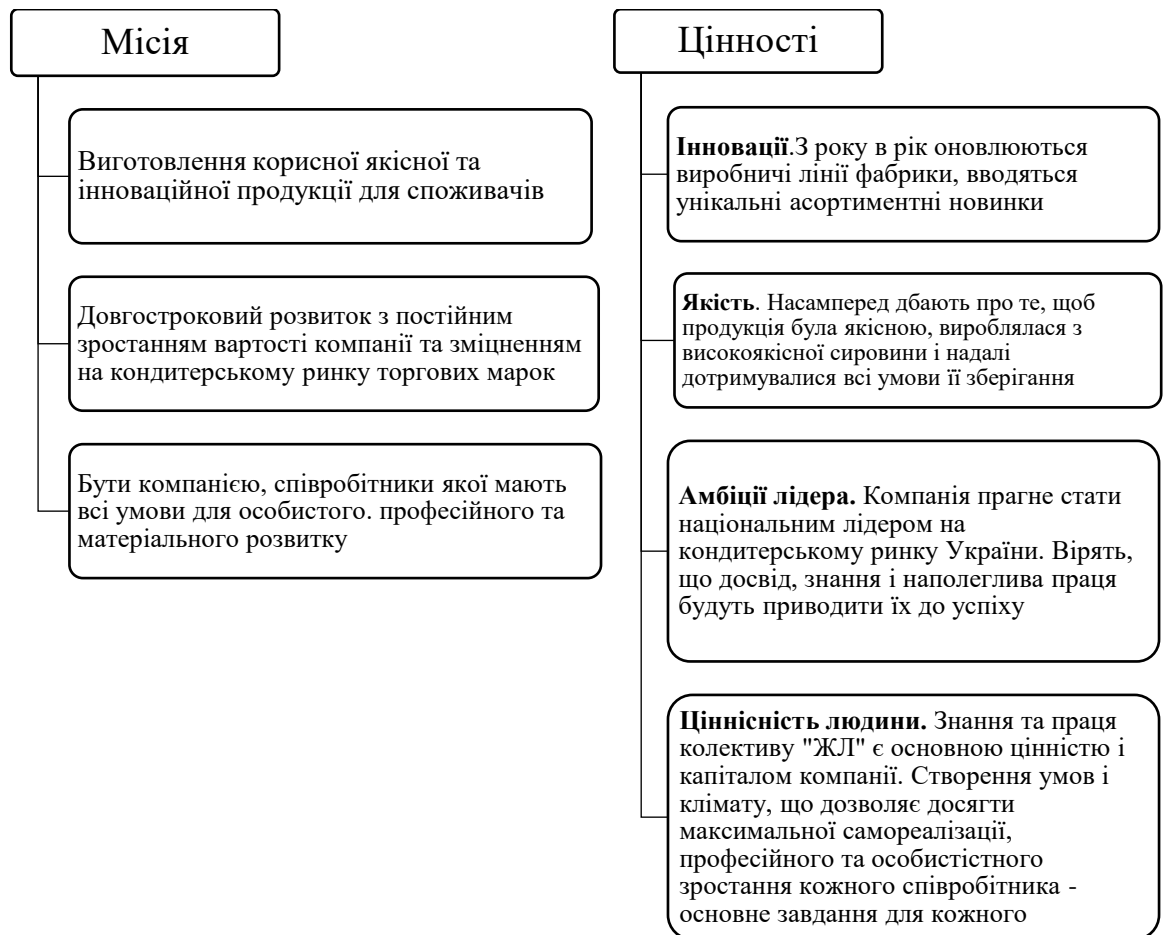 Місія
Виготовлення корисної якісної та
інноваційної продукції для споживачів
Довгостроковий розвиток з постійним
зростанням вартості компанії та зміцненням
на кондитерському ринку торгових марок
Бути компанією, співробітники якої мають
всі умови для особистого. професійного та
матеріального розвитку
Цінності
Інновації.З року в рік оновлюються
виробничі лінії фабрики, вводяться
унікальні асортиментні новинки
Якість. Насамперед дбають про те, щоб
продукція була якісною, вироблялася з
високоякісної сировини і надалі
дотримувалися всі умови її зберігання
Амбіції лідера. Компанія прагне стати
національним лідером на
кондитерському ринку України. Вірять,
що досвід, знання і наполеглива праця
будуть приводити їх до успіху
Ціннісність людини. Знання та праця
колективу "ЖЛ" є основною цінністю і
капіталом компанії. Створення умов і
клімату, що дозволяє досягти
максимальної самореалізації,
професійного та особистістного
зростання кожного співробітника -
основне завдання для кожного